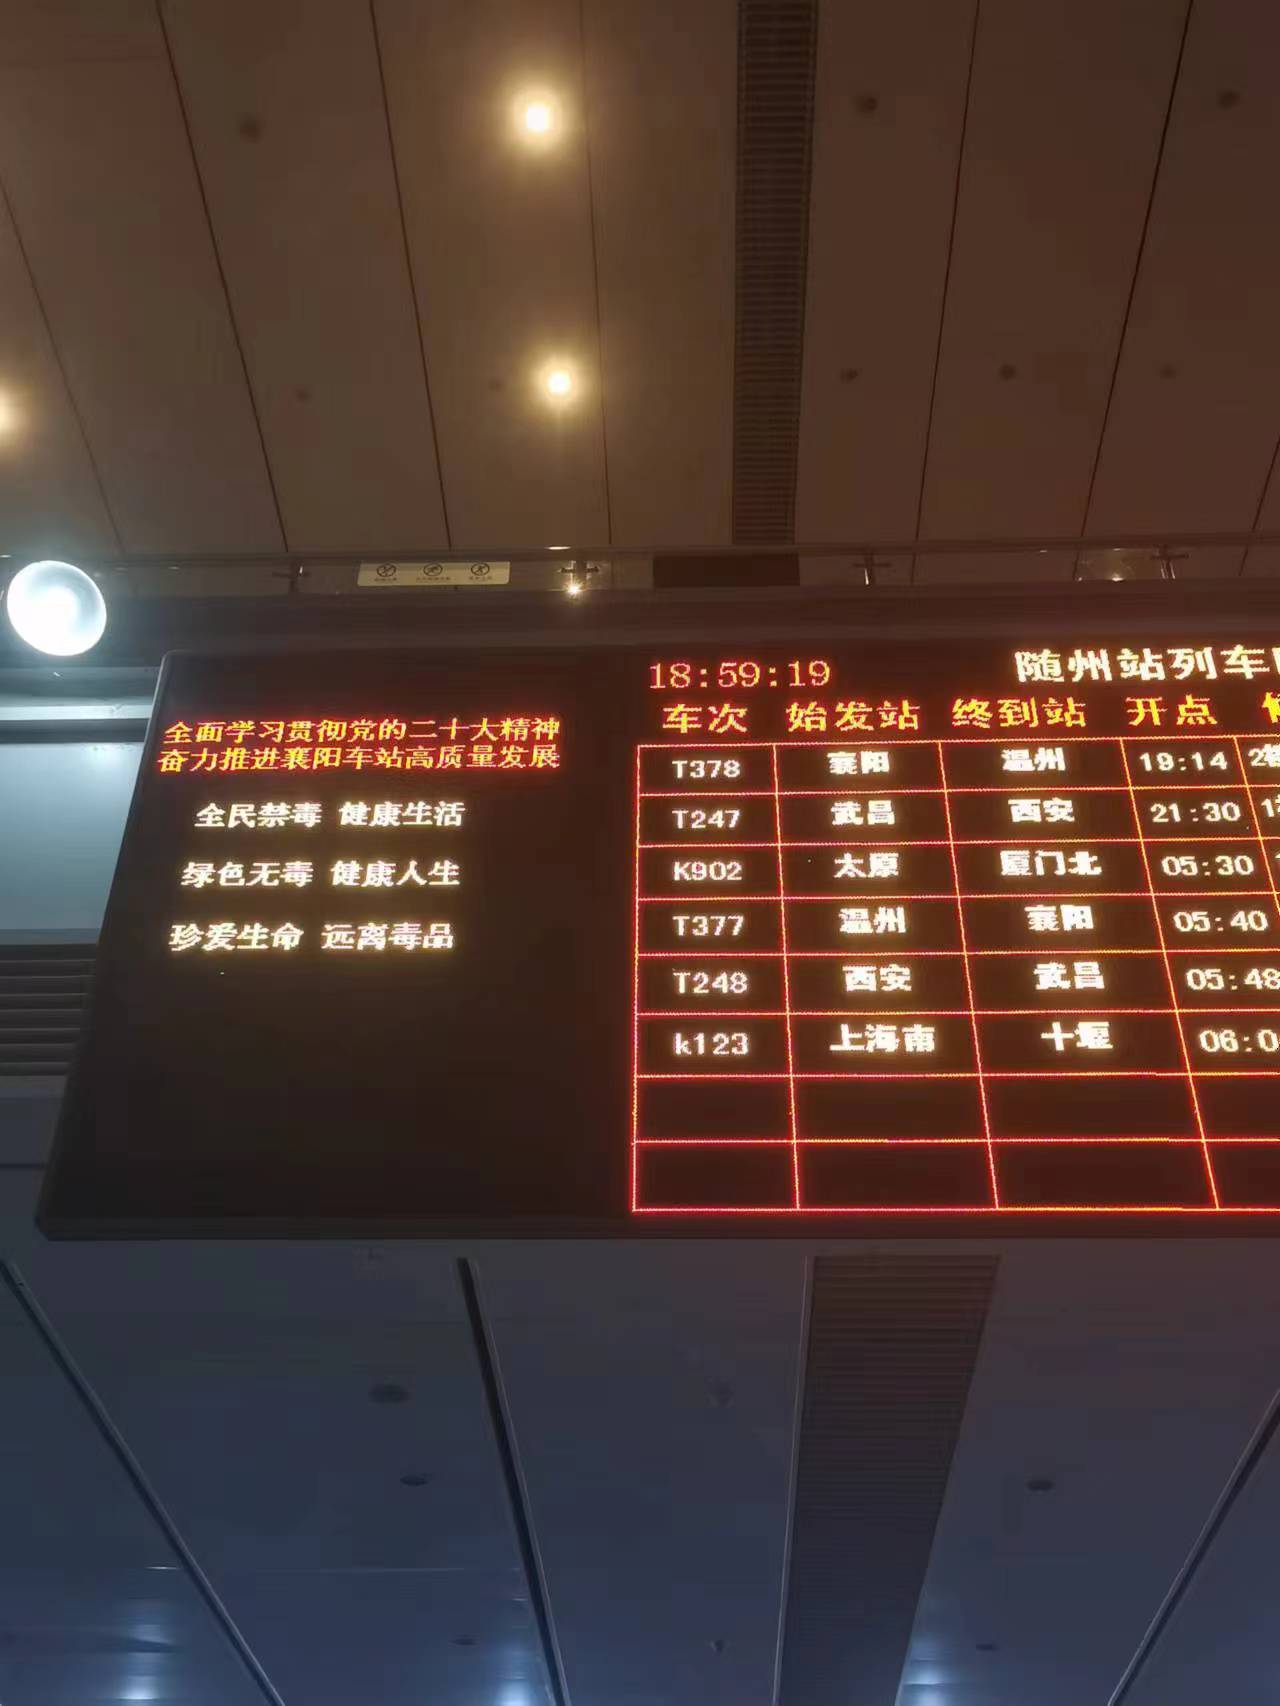 18:59:19
随州站列车
全面学习贯彻党的二十大精神
奋力推进襄阳车站高质量发展
全民禁毒 健康生活
绿色无毒 健康人生
珍爱生命 远离毒品
车次 始发站 终到站 开点
T378 襄阳 温州 19:14
T247 武昌 西安 21:30
K902 太原 厦门北 05:30
T377 温州 襄阳 05:40
T248 西安 武昌 05:48
k123 上海南 十堰 06:0